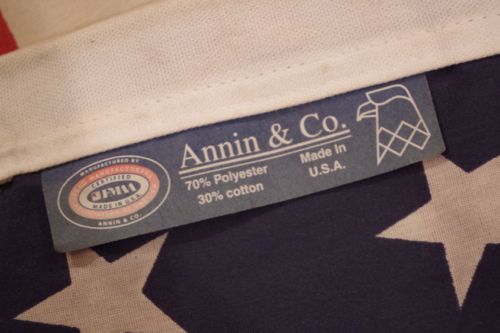 MANUFACTURED BY
CERTIFIED
FMAA
MADE IN U.S.A.
ANNIN & CO.
Annin & Co.
70% Polyester
30% cotton
Made In
U.S.A.